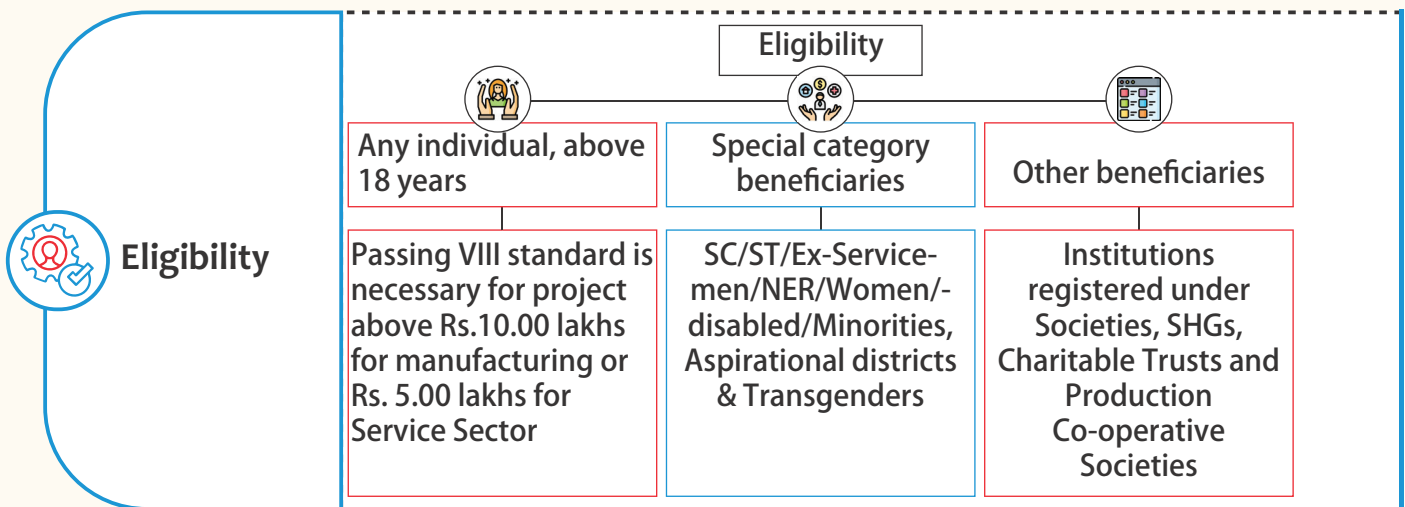 Eligibility
Eligibility
Any individual, above
18 years
Passing VIII standard is
necessary for project
above Rs.10.00 lakhs
for manufacturing or
Rs. 5.00 lakhs for
Service Sector
Special category
beneficiaries
SC/ST/Ex-Service-
men/NER/Women/-
disabled/Minorities,
Aspirational districts
& Transgenders
Other beneficiaries
Institutions
registered under
Societies, SHGs,
Charitable Trusts and
Production
Co-operative
Societies